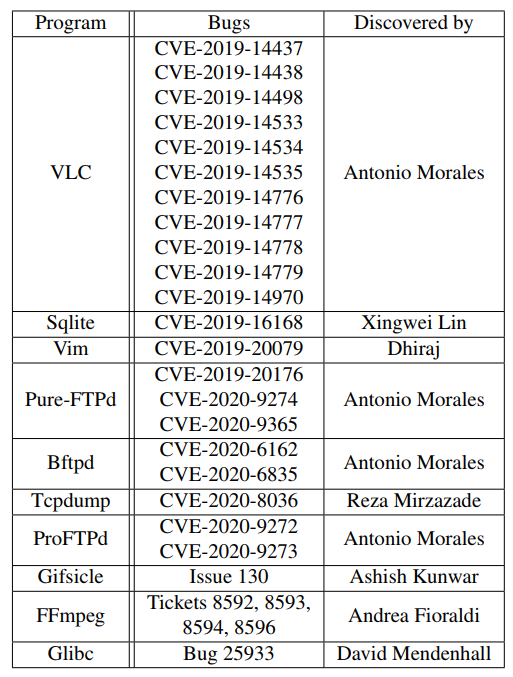 Program Bugs Discovered by
CVE-2019-14437
CVE-2019-14438
CVE-2019-14498
CVE-2019-14533
CVE-2019-14534
VLC CVE-2019-14535 Antonio Morales
CVE-2019-14776
CVE-2019-14777
CVE-2019-14778
CVE-2019-14779
CVE-2019-14970
Sqlite CVE-2019-16168 Xingwei Lin
Vim CVE-2019-20079 Dhiraj
CVE-2019-20176
Pure-FTPd CVE-2020-9274 Antonio Morales
CVE-2020-9365
Bftpd CVE-2020-6162 Antonio Morales
CVE-2020-6835
Tcpdump CVE-2020-8036 Reza Mirzazade
ProFTPd CVE-2020-9272 Antonio Morales
CVE-2020-9273
Gifsicle Issue 130 Ashish Kunwar
FFmpeg Tickets 8592, 8593, Andrea Fioraldi
8594, 8596
Glibc Bug 25933 David Mendenhall